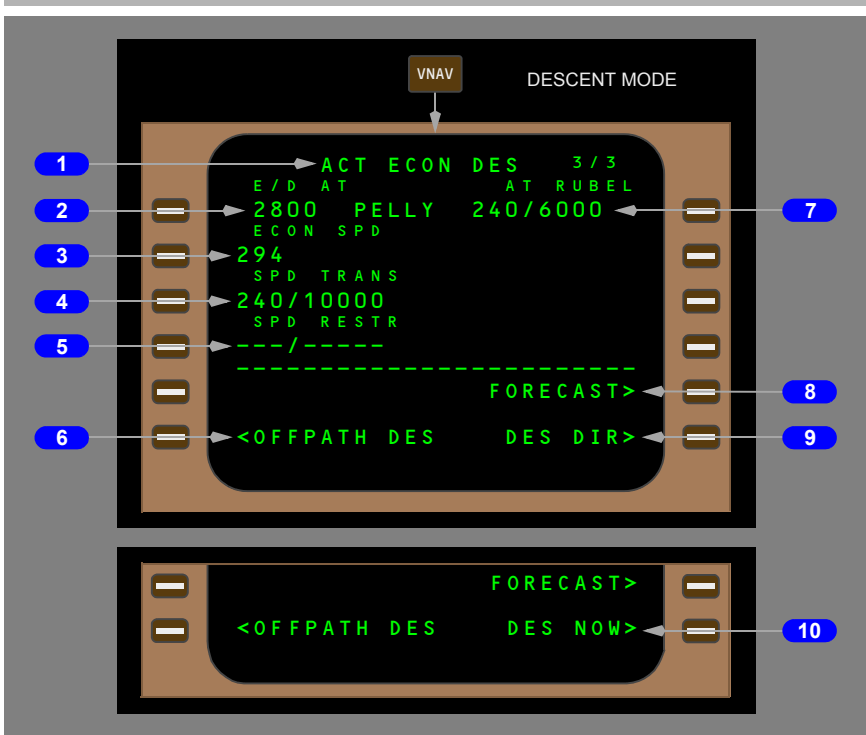 VNAV
DESCENT MODE
1
ACT ECON DES 3/3
E/D AT AT RUBEL
2
2800 PELLY 240/6000
7
ECON SPD
3
294
SPD TRANS
4
240/10000
SPD RESTR
5
---/-----
------------------------
FORECAST>
8
6
<OFFPATH DES DES DIR>
9
FORECAST>
<OFFPATH DES DES NOW>
10